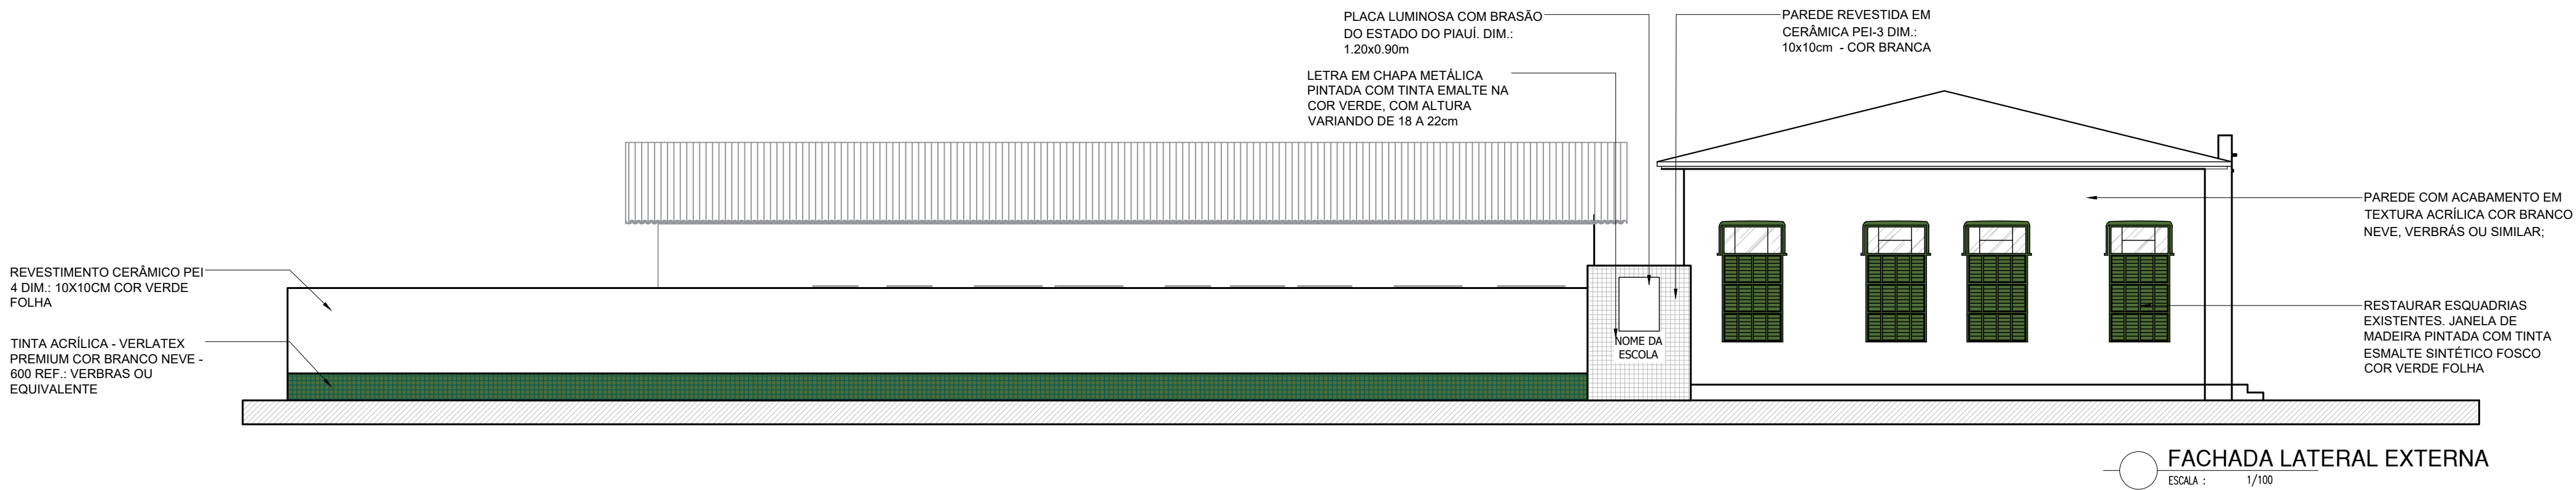 PLACA LUMINOSA COM BRASÃO
DO ESTADO DO PIAUÍ. DIM.:
1.20x0.90m
PAREDE REVESTIDA EM
CERÂMICA PEI-3 DIM.:
10x10cm - COR BRANCA
LETRA EM CHAPA METÁLICA
PINTADA COM TINTA EMALTE NA
COR VERDE, COM ALTURA
VARIANDO DE 18 A 22cm
PAREDE COM ACABAMENTO EM
TEXTURA ACRÍLICA COR BRANCO
NEVE, VERBRÁS OU SIMILAR;
REVESTIMENTO CERÂMICO PEI
4 DIM.: 10X10CM COR VERDE
FOLHA
TINTA ACRÍLICA - VERLATEX
PREMIUM COR BRANCO NEVE -
600 REF.: VERBRAS OU
EQUIVALENTE
NOME DA
ESCOLA
RESTAURAR ESQUADRIAS
EXISTENTES. JANELA DE
MADEIRA PINTADA COM TINTA
ESMALTE SINTÉTICO FOSCO
COR VERDE FOLHA
FACHADA LATERAL EXTERNA
ESCALA : 1/100